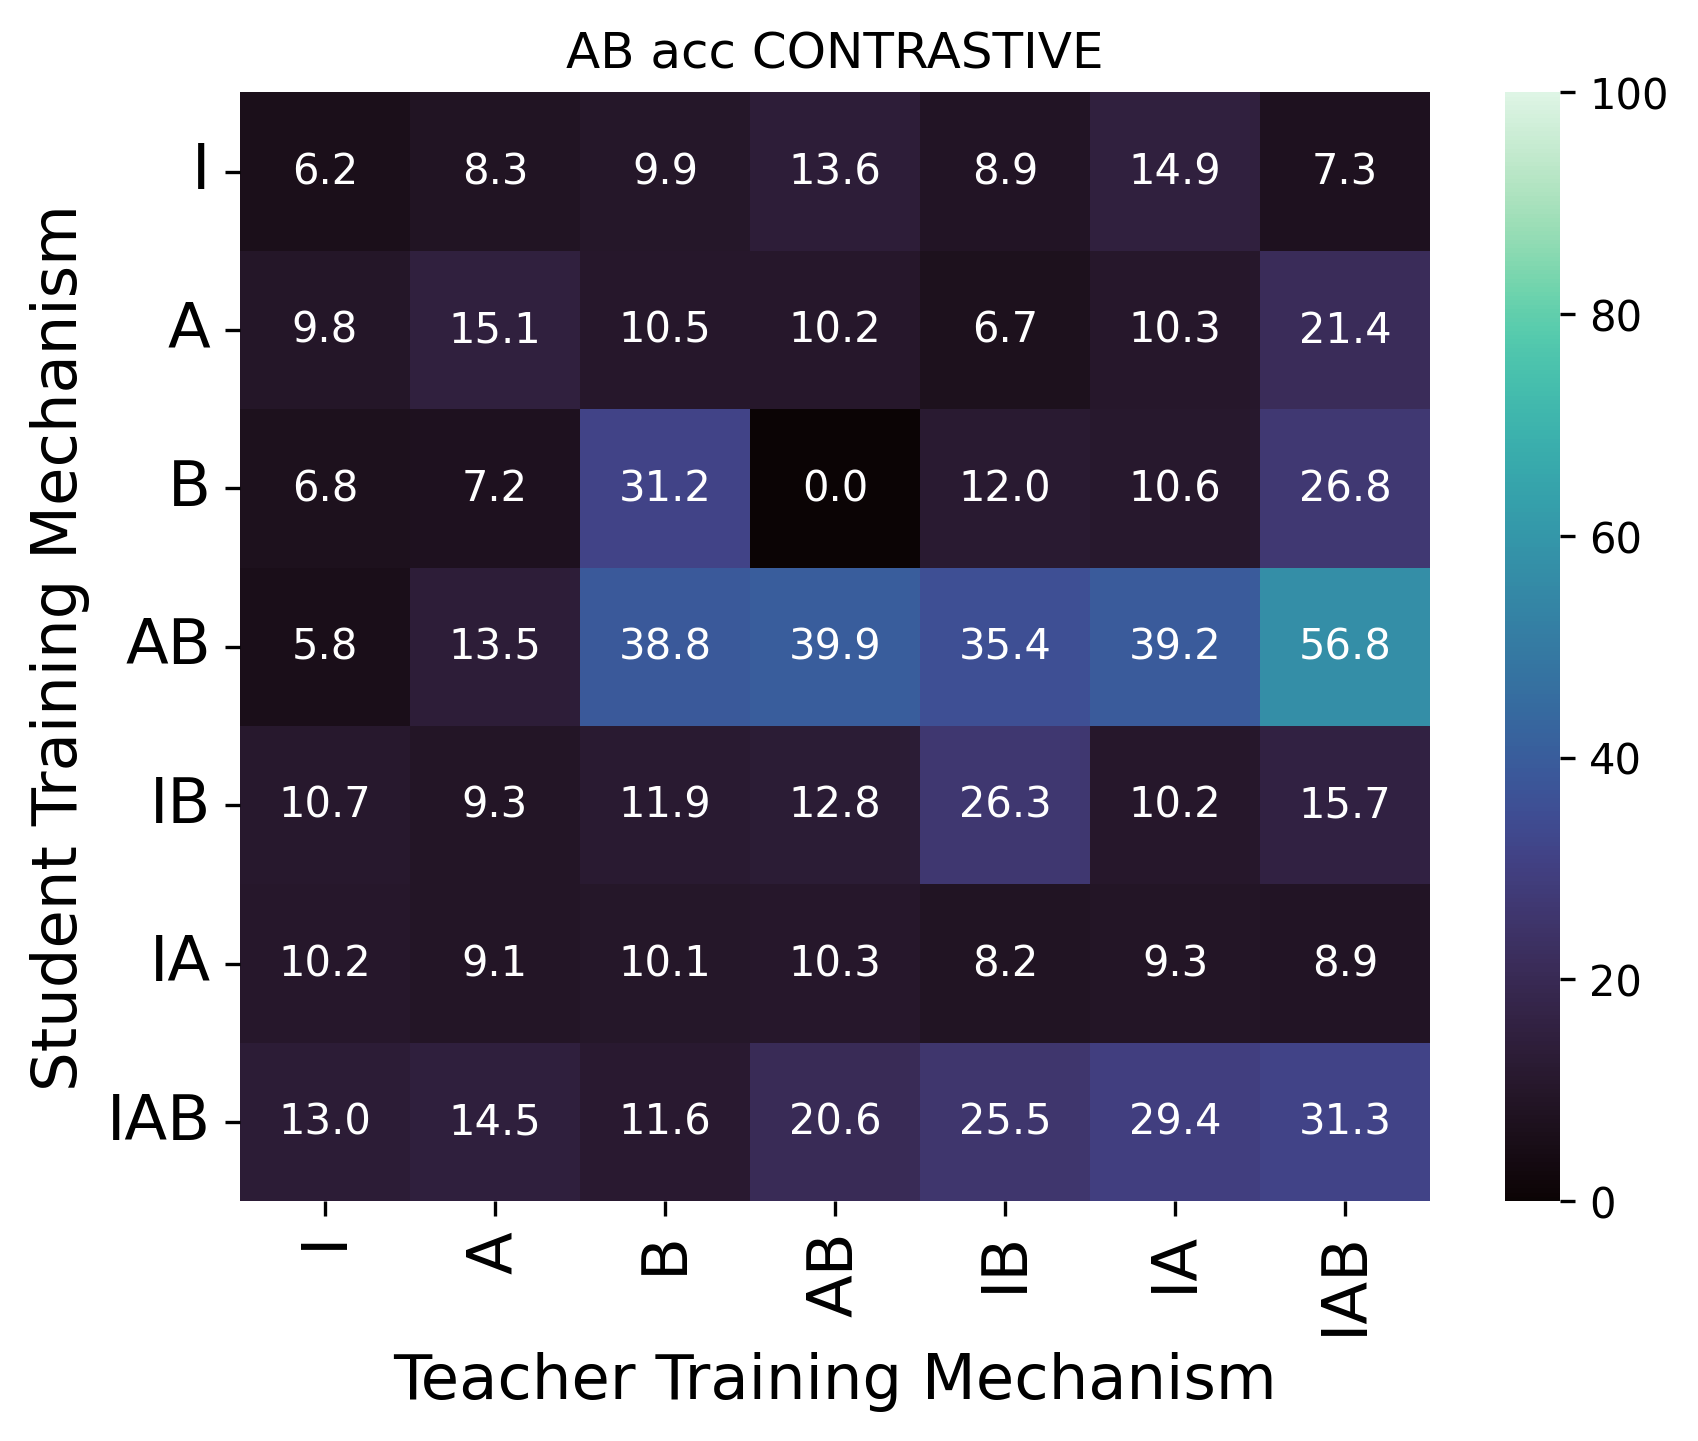 AB acc CONTRASTIVE
Student Training Mechanism
I 6.2 8.3 9.9 13.6 8.9 14.9 7.3
A 9.8 15.1 10.5 10.2 6.7 10.3 21.4
B 6.8 7.2 31.2 0.0 12.0 10.6 26.8
AB 5.8 13.5 38.8 39.9 35.4 39.2 56.8
IB 10.7 9.3 11.9 12.8 26.3 10.2 15.7
IA 10.2 9.1 10.1 10.3 8.2 9.3 8.9
IAB 13.0 14.5 11.6 20.6 25.5 29.4 31.3
I A B AB IB IA IAB
Teacher Training Mechanism
100
80
60
40
20
0